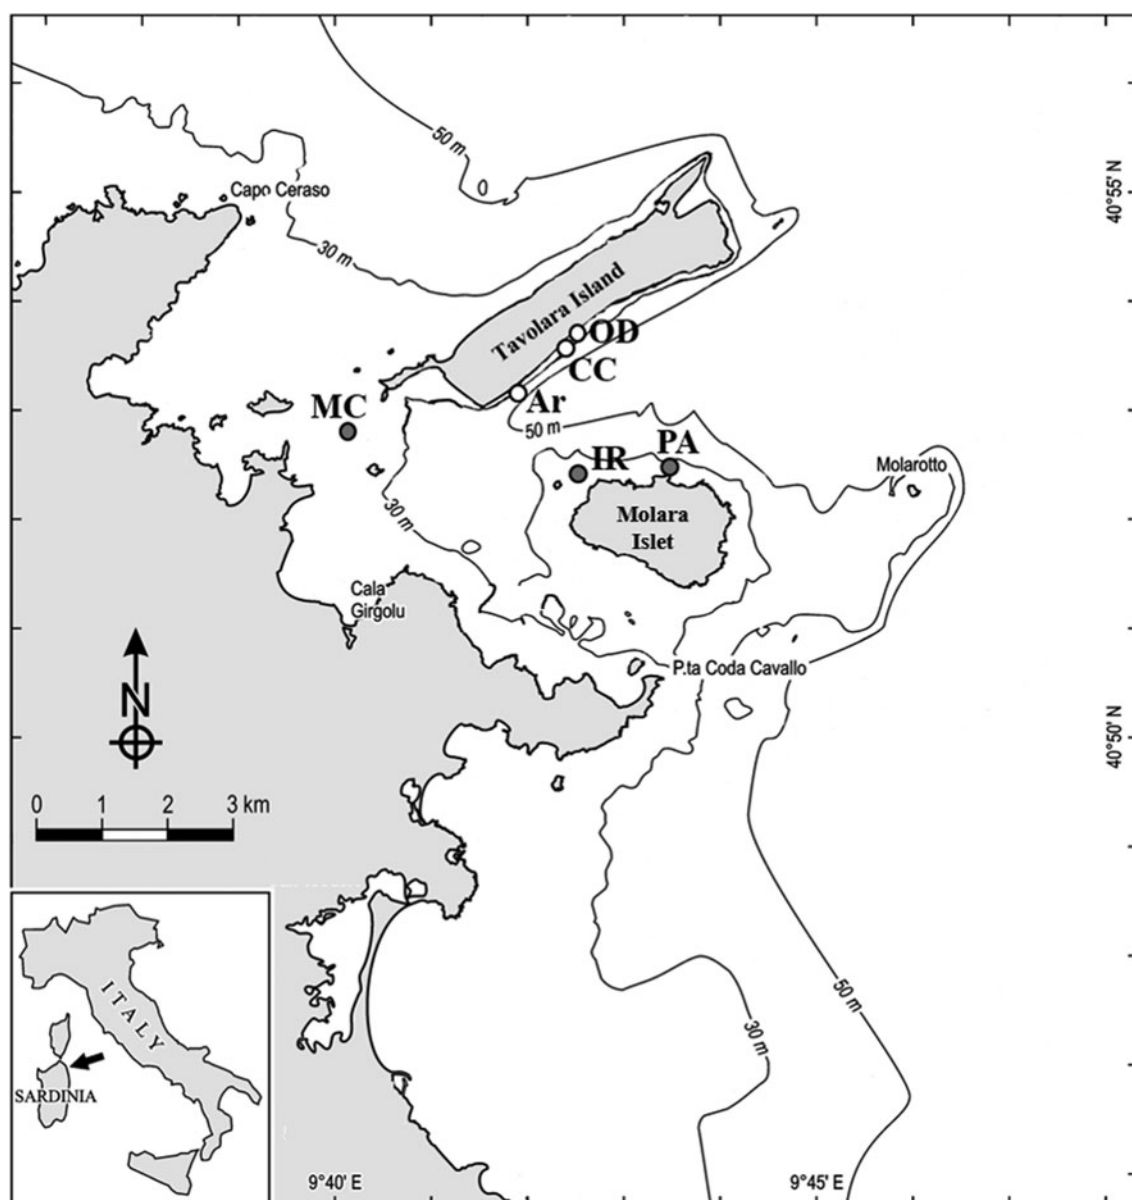 50 m
Capo Ceraso
40°55' N
30 m
Tavolara Island
OD
CC
Ar
MC
50 m
IR
PA
Molarotto
30 m
Molara
Islet
Cala
Girgolu
P.ta Coda Cavallo
N
40°50' N
0 1 2 3 km
ITALY
SARDINIA
50 m
30 m
9°40' E
9°45' E